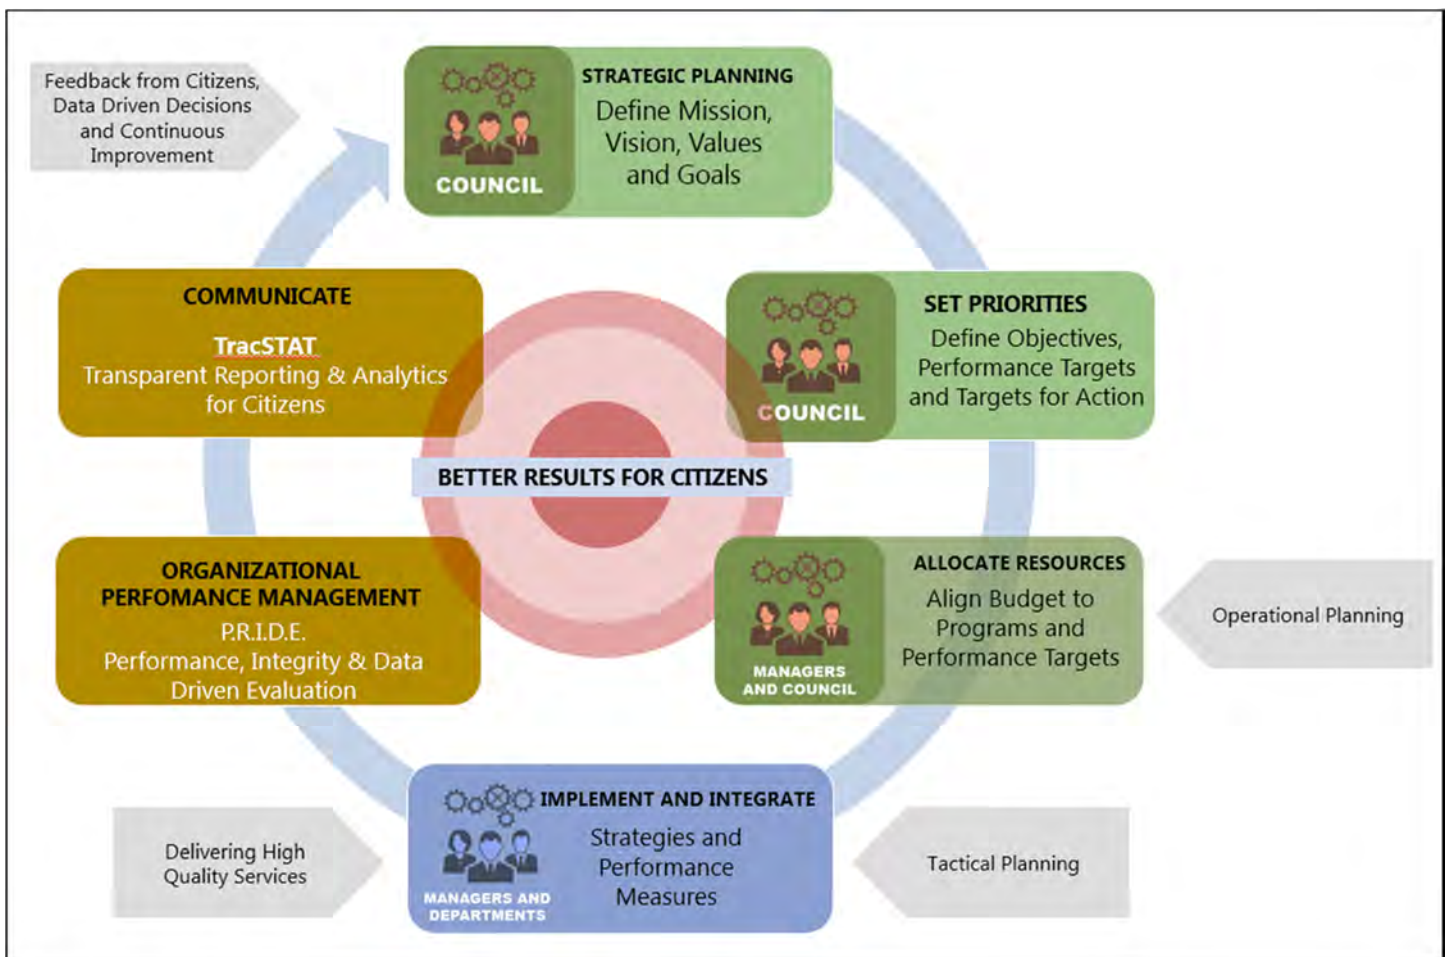 Feedback from Citizens,
Data Driven Decisions
and Continuous
Improvement
COUNCIL
STRATEGIC PLANNING
Define Mission,
Vision, Values
and Goals
COUNCIL
SET PRIORITIES
Define Objectives,
Performance Targets
and Targets for Action
MANAGERS
AND COUNCIL
ALLOCATE RESOURCES
Align Budget to
Programs and
Performance Targets
Operational Planning
MANAGERS AND
DEPARTMENTS
IMPLEMENT AND INTEGRATE
Strategies and
Performance
Measures
Tactical Planning
Delivering High
Quality Services
ORGANIZATIONAL
PERFOMANCE MANAGEMENT
P.R.I.D.E.
Performance, Integrity & Data
Driven Evaluation
COMMUNICATE
TracSTAT
Transparent Reporting & Analytics
for Citizens
BETTER RESULTS FOR CITIZENS